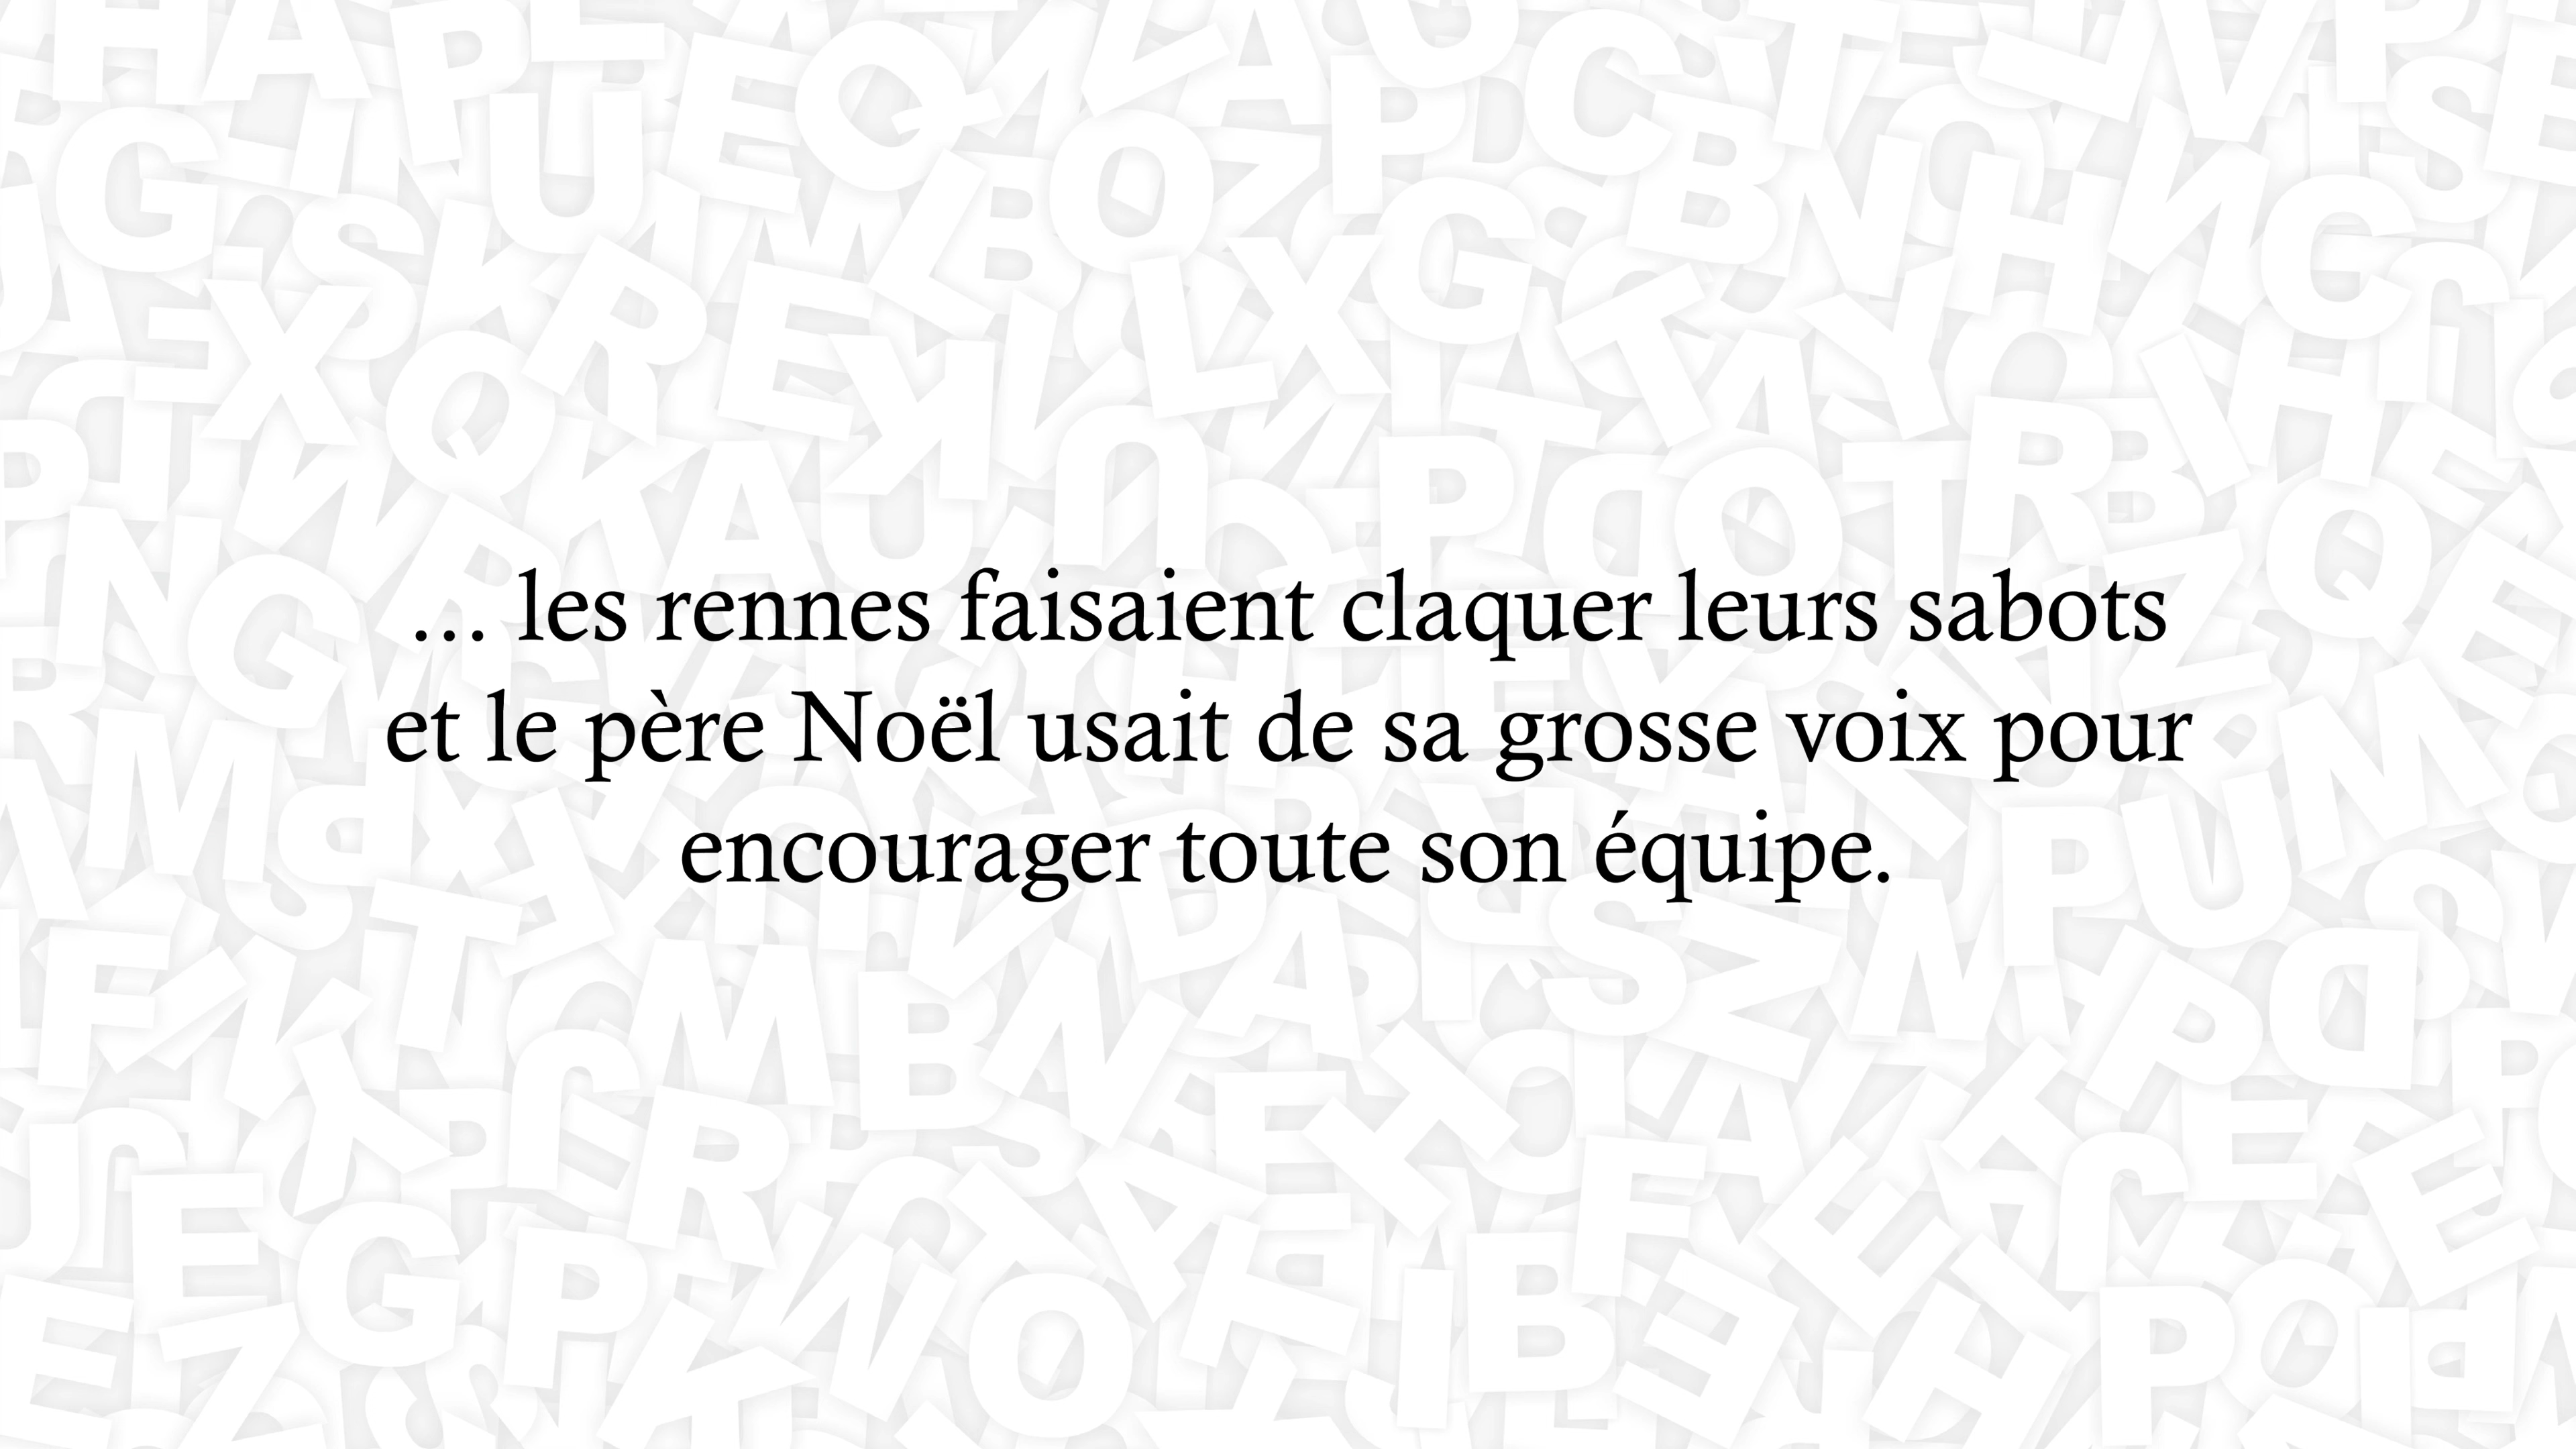 … les rennes faisaient claquer leurs sabots
et le père Noël usait de sa grosse voix pour
encourager toute son équipe.